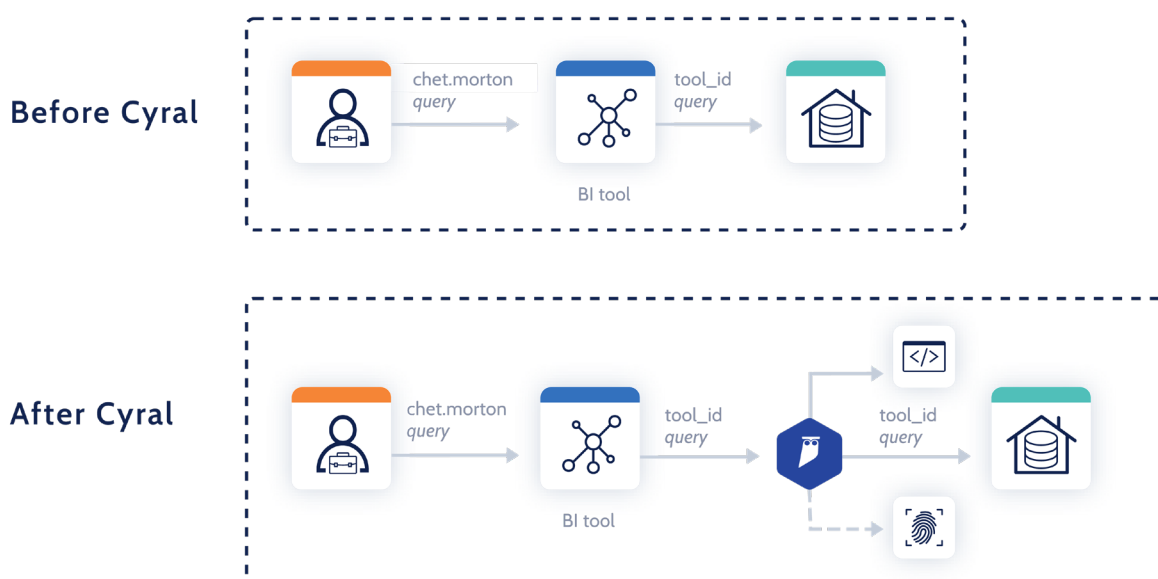 Before Cyral
chet.morton
query
tool_id
query
BI tool
After Cyral
chet.morton
query
tool_id
query
</>
tool_id
query
BI tool